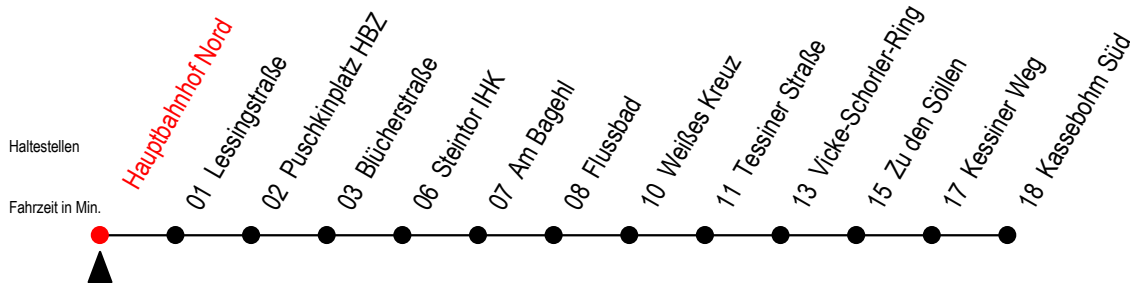 Haltestellen
Fahrzeit in Min.
Hauptbahnhof Nord
01 Lessingstraße
02 Puschkinplatz HBZ
03 Blücherstraße
06 Steintor IHK
07 Am Bagehl
08 Flussbad
10 Weißes Kreuz
11 Tessiner Straße
13 Vicke-Schorler-Ring
15 Zu den Söllen
17 Kessiner Weg
18 Kassebohm Süd